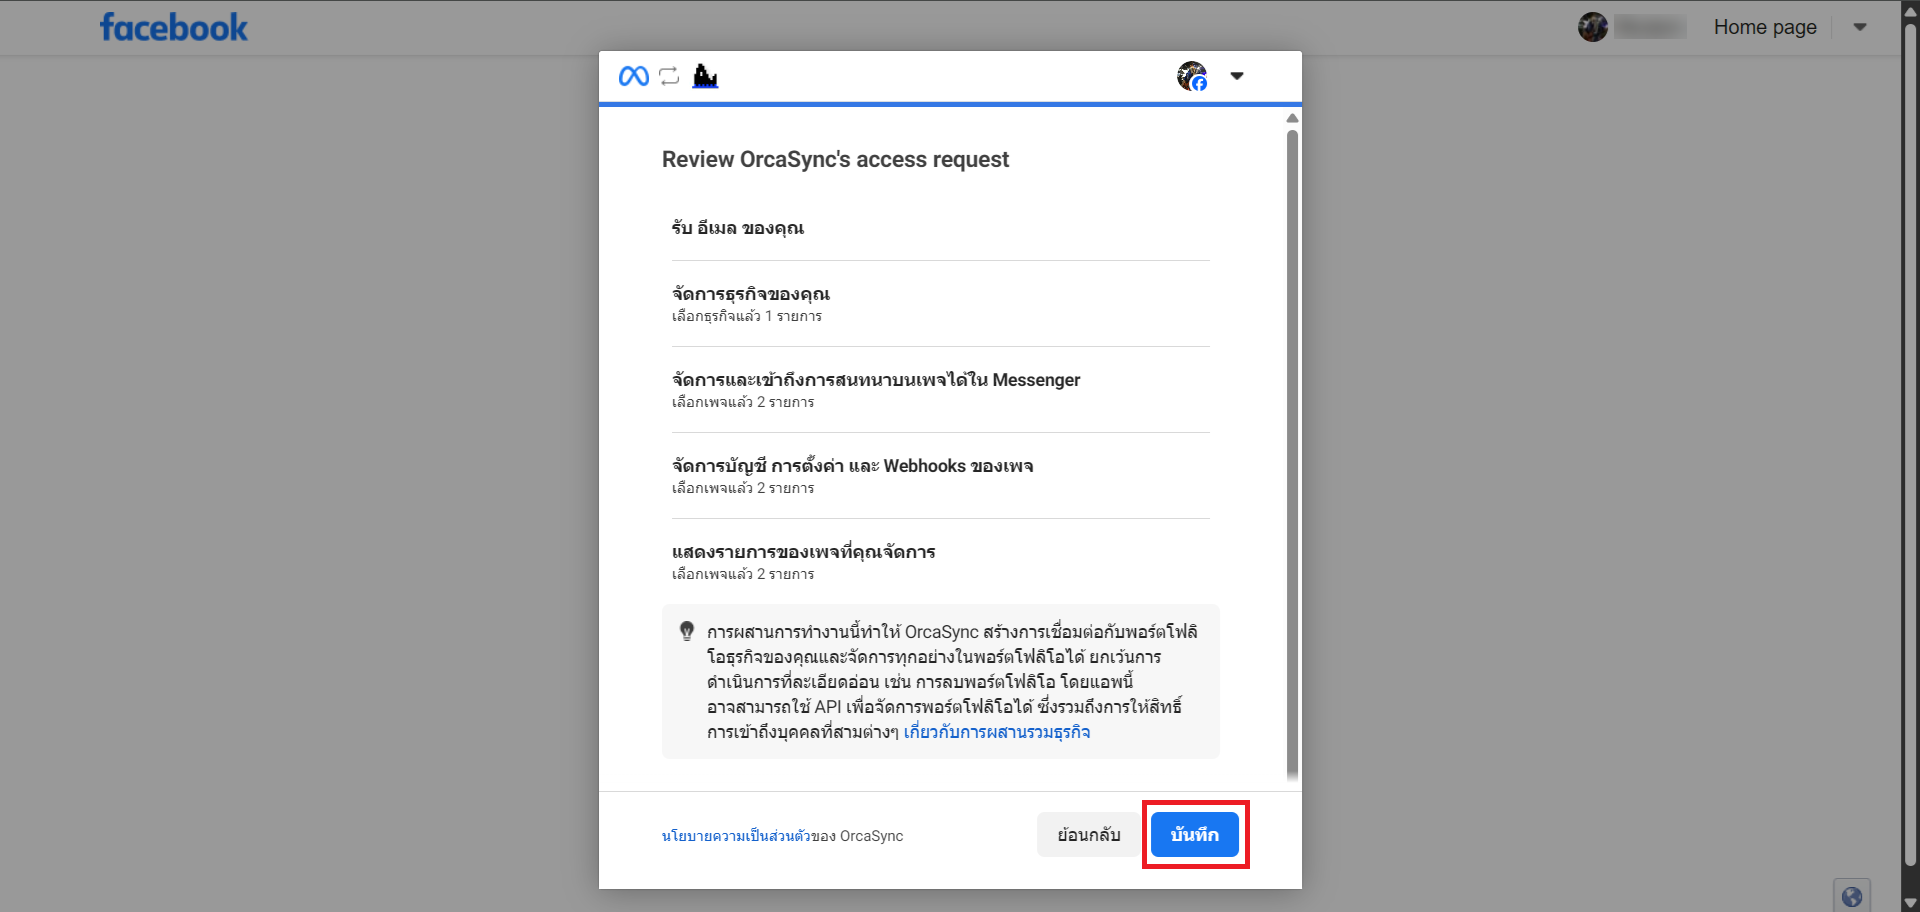 facebook
Home page
Review OrcaSync's access request
รับ อีเมล ของคุณ
จัดการธุรกิจของคุณ
เลือกธุรกิจแล้ว 1 รายการ
จัดการและเข้าถึงการสนทนาบนเพจได้ใน Messenger
เลือกเพจแล้ว 2 รายการ
จัดการบัญชี การตั้งค่า และ Webhooks ของเพจ
เลือกเพจแล้ว 2 รายการ
แสดงรายการของเพจที่คุณจัดการ
เลือกเพจแล้ว 2 รายการ
การผสานการทำงานนี้ทำให้ OrcaSync สร้างการเชื่อมต่อกับพอร์ตโฟลิ
โอธุรกิจของคุณและจัดการทุกอย่างในพอร์ตโฟลิโอได้ ยกเว้นการ
ดำเนินการที่ละเอียดอ่อน เช่น การลบพอร์ตโฟลิโอ โดยแอพนี้
อาจสามารถใช้ API เพื่อจัดการพอร์ตโฟลิโอได้ ซึ่งรวมถึงการให้สิทธิ์
การเข้าถึงบุคคลที่สามต่างๆ เกี่ยวกับการผสานรวมธุรกิจ
นโยบายความเป็นส่วนตัวของ OrcaSync
ย้อนกลับ
บันทึก